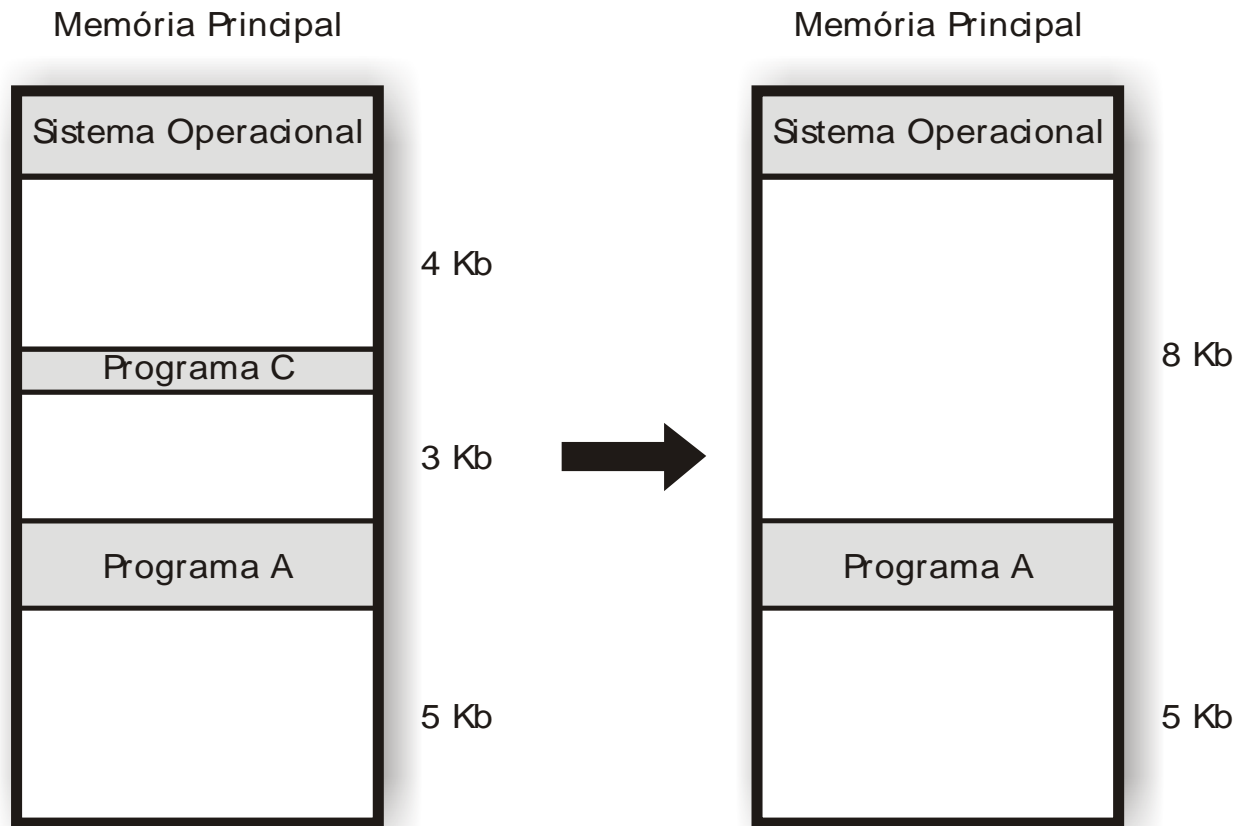 Memória Principal
Sistema Operacional
4 Kb
Programa C
3 Kb
Programa A
5 Kb
Memória Principal
Sistema Operacional
8 Kb
Programa A
5 Kb